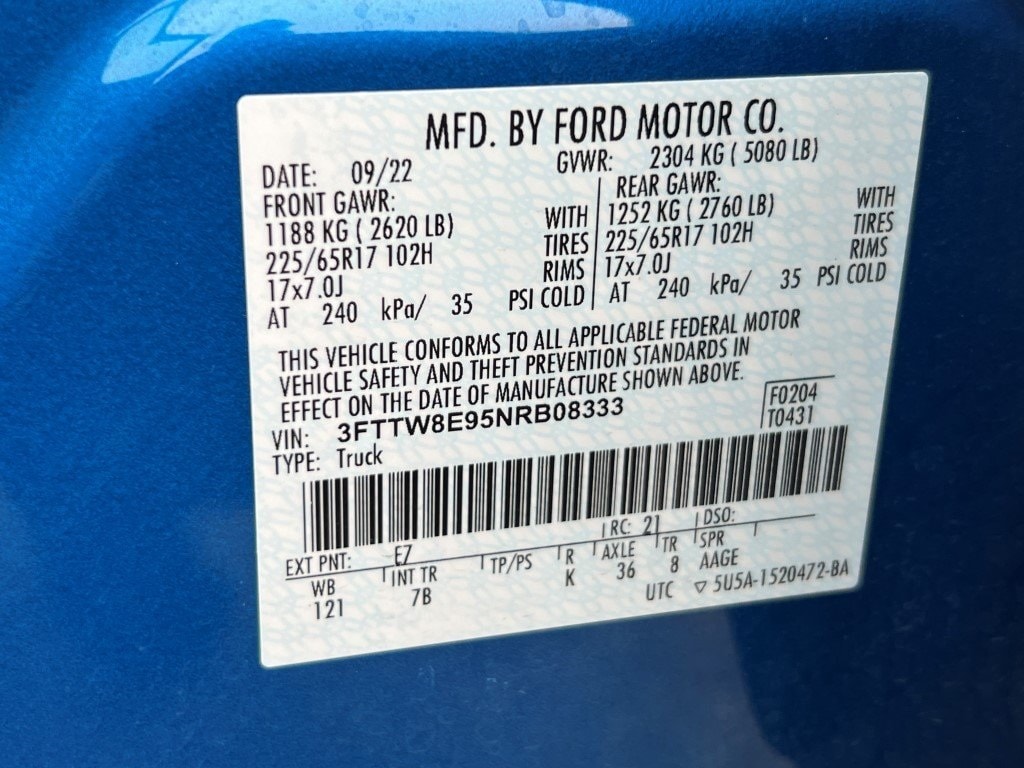 MFD. BY FORD MOTOR CO.
DATE: 09/22 GVWR: 2304 KG ( 5080 LB)
FRONT GAWR: REAR GAWR:
1188 KG ( 2620 LB) WITH 1252 KG ( 2760 LB) WITH
225/65R17 102H TIRES 225/65R17 102H TIRES
17x7.0J RIMS 17x7.0J RIMS
AT 240 kPa/ 35 PSI COLD AT 240 kPa/ 35 PSI COLD
THIS VEHICLE CONFORMS TO ALL APPLICABLE FEDERAL MOTOR
VEHICLE SAFETY AND THEFT PREVENTION STANDARDS IN
EFFECT ON THE DATE OF MANUFACTURE SHOWN ABOVE.
VIN: 3FTTW8E95NRB08333
F0204
TYPE: Truck
T0431
EXT PNT: E7 RC: 21 DSO:
WB INT TR TP/PS R AXLE TR SPR
121 7B K 36 8 AAGE
UTC ▽ 5U5A-1520472-BA